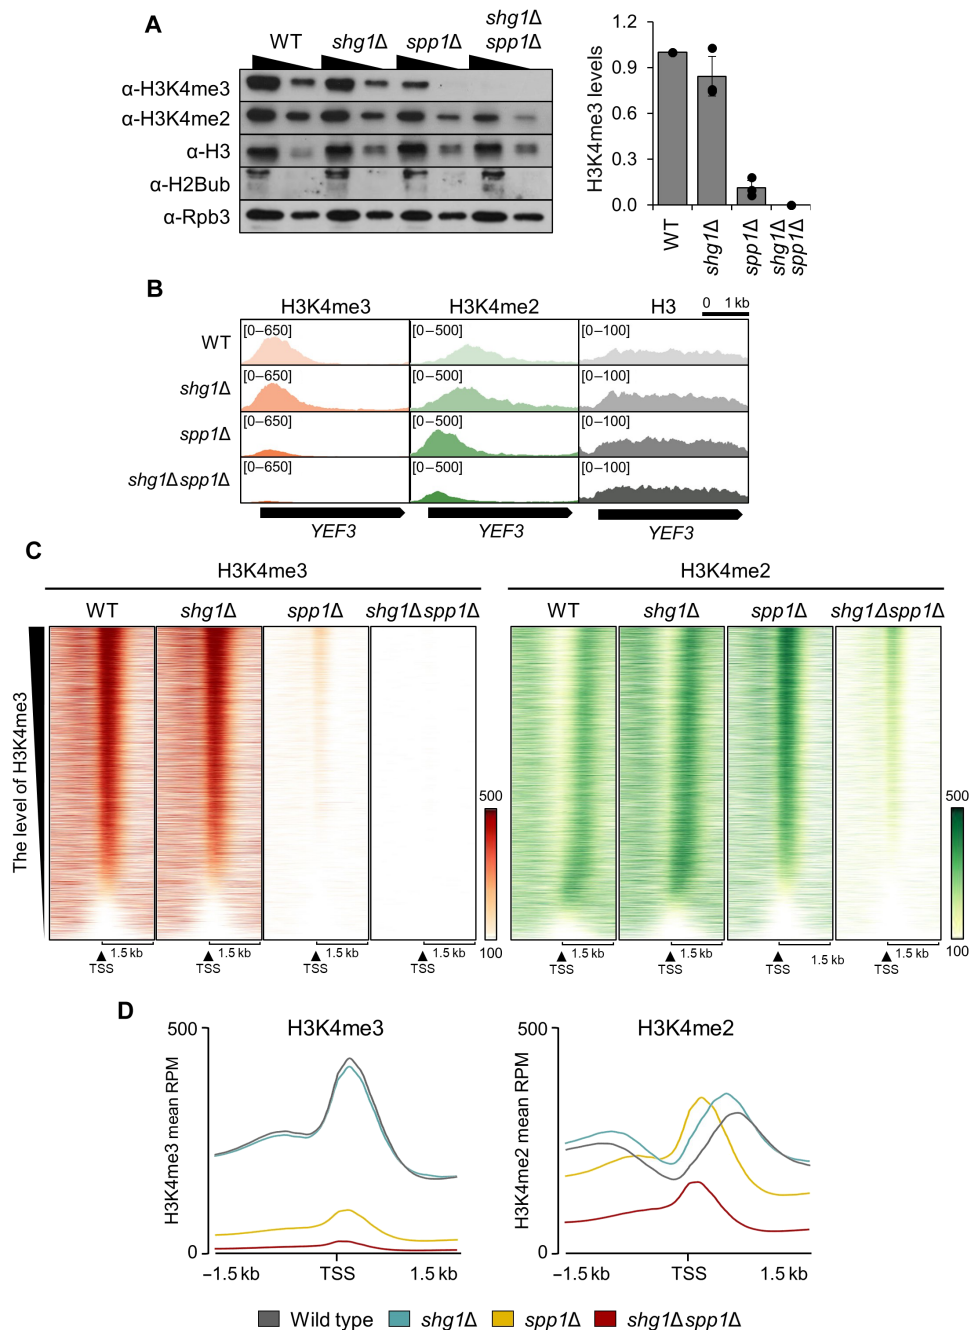 A
WT shg1Δ spp1Δ shg1Δ spp1Δ
α-H3K4me3
α-H3K4me2
α-H3
α-H2Bub
α-Rpb3
H3K4me3 levels
1.2
0.9
0.6
0.3
0.0
WT shg1Δ spp1Δ shg1Δ spp1Δ
B
H3K4me3 H3K4me2 H3 0 1 kb
WT [0–650] [0–500] [0–100]
shg1Δ [0–650] [0–500] [0–100]
spp1Δ [0–650] [0–500] [0–100]
shg1Δspp1Δ [0–650] [0–500] [0–100]
YEF3 YEF3 YEF3
C
H3K4me3 H3K4me2
WT shg1Δ spp1Δ shg1Δspp1Δ WT shg1Δ spp1Δ shg1Δspp1Δ
The level of H3K4me3
500 500
100 100
1.5 kb 1.5 kb 1.5 kb 1.5 kb 1.5 kb 1.5 kb 1.5 kb 1.5 kb
TSS TSS TSS TSS TSS TSS TSS TSS
D
H3K4me3 H3K4me2
500 500
H3K4me3 mean RPM H3K4me2 mean RPM
0 0
−1.5 kb TSS 1.5 kb −1.5 kb TSS 1.5 kb
Wild type shg1Δ spp1Δ shg1Δspp1Δ